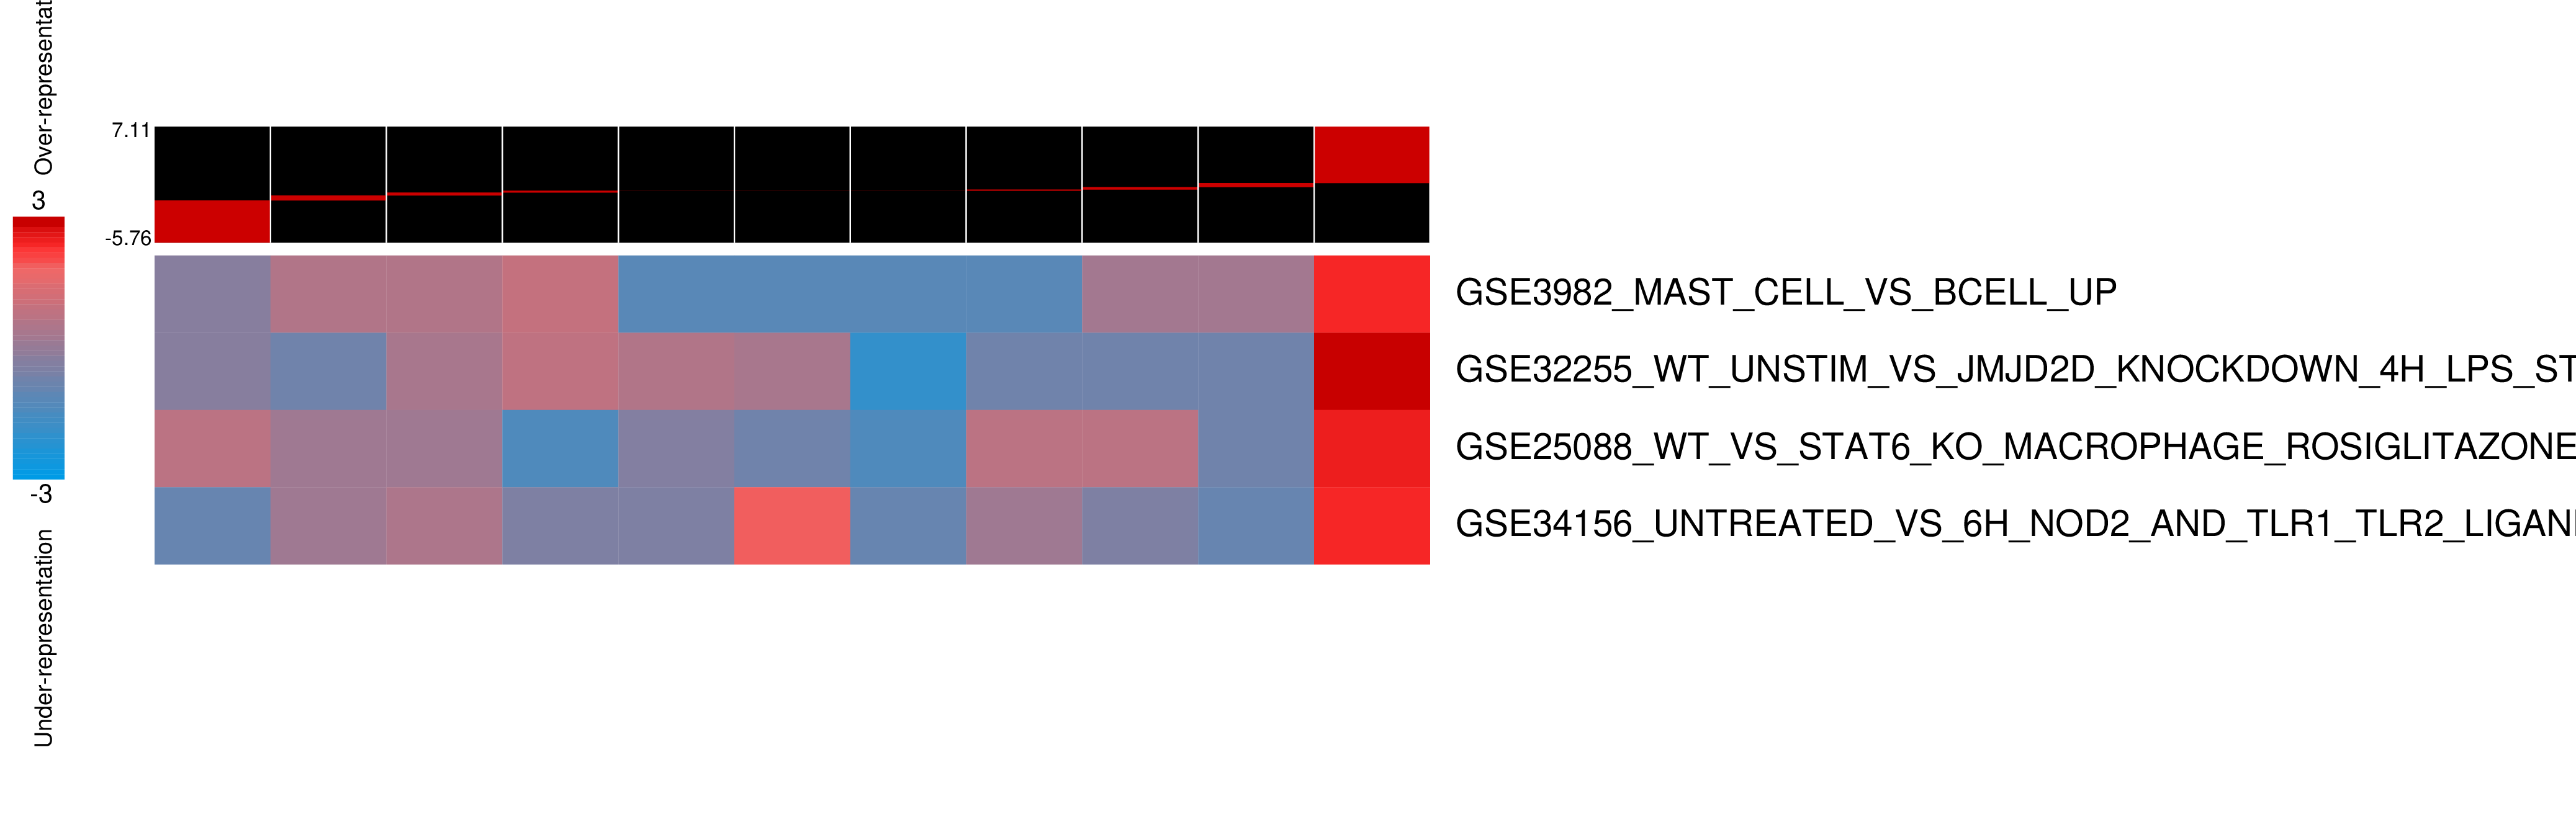 Over-representat
7.11
-5.76
3
-3
Under-representation
GSE3982_MAST_CELL_VS_BCELL_UP
GSE32255_WT_UNSTIM_VS_JMJD2D_KNOCKDOWN_4H_LPS_ST
GSE25088_WT_VS_STAT6_KO_MACROPHAGE_ROSIGLITAZONE
GSE34156_UNTREATED_VS_6H_NOD2_AND_TLR1_TLR2_LIGAN